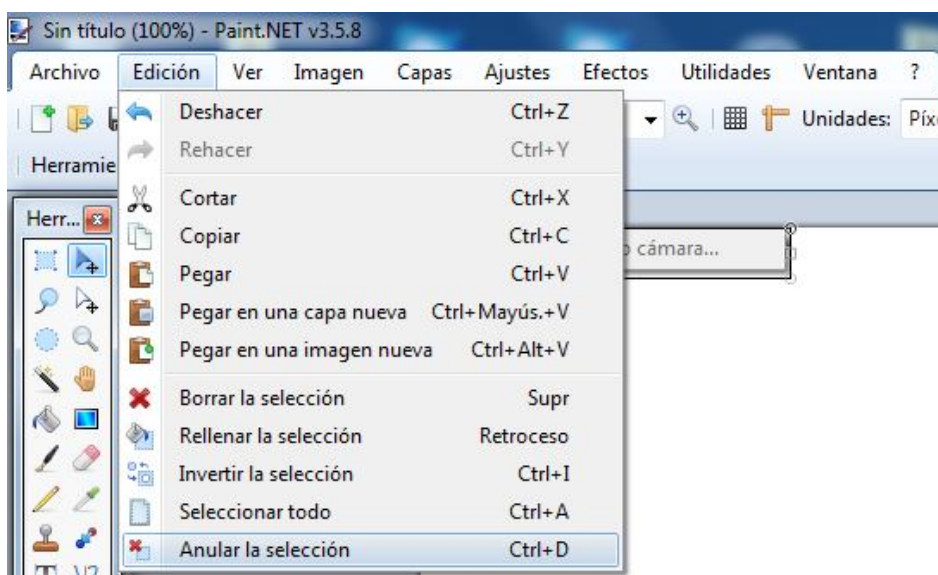 Sin título (100%) - Paint.NET v3.5.8
Archivo Edición Ver Imagen Capas Ajustes Efectos Utilidades Ventana ?
Unidades:
Herr...
cámara...
Deshacer Ctrl+Z
Rehacer Ctrl+Y
Cortar Ctrl+X
Copiar Ctrl+C
Pegar Ctrl+V
Pegar en una capa nueva Ctrl+Mayús.+V
Pegar en una imagen nueva Ctrl+Alt+V
Borrar la selección Supr
Rellenar la selección Retroceso
Invertir la selección Ctrl+I
Seleccionar todo Ctrl+A
Anular la selección Ctrl+D